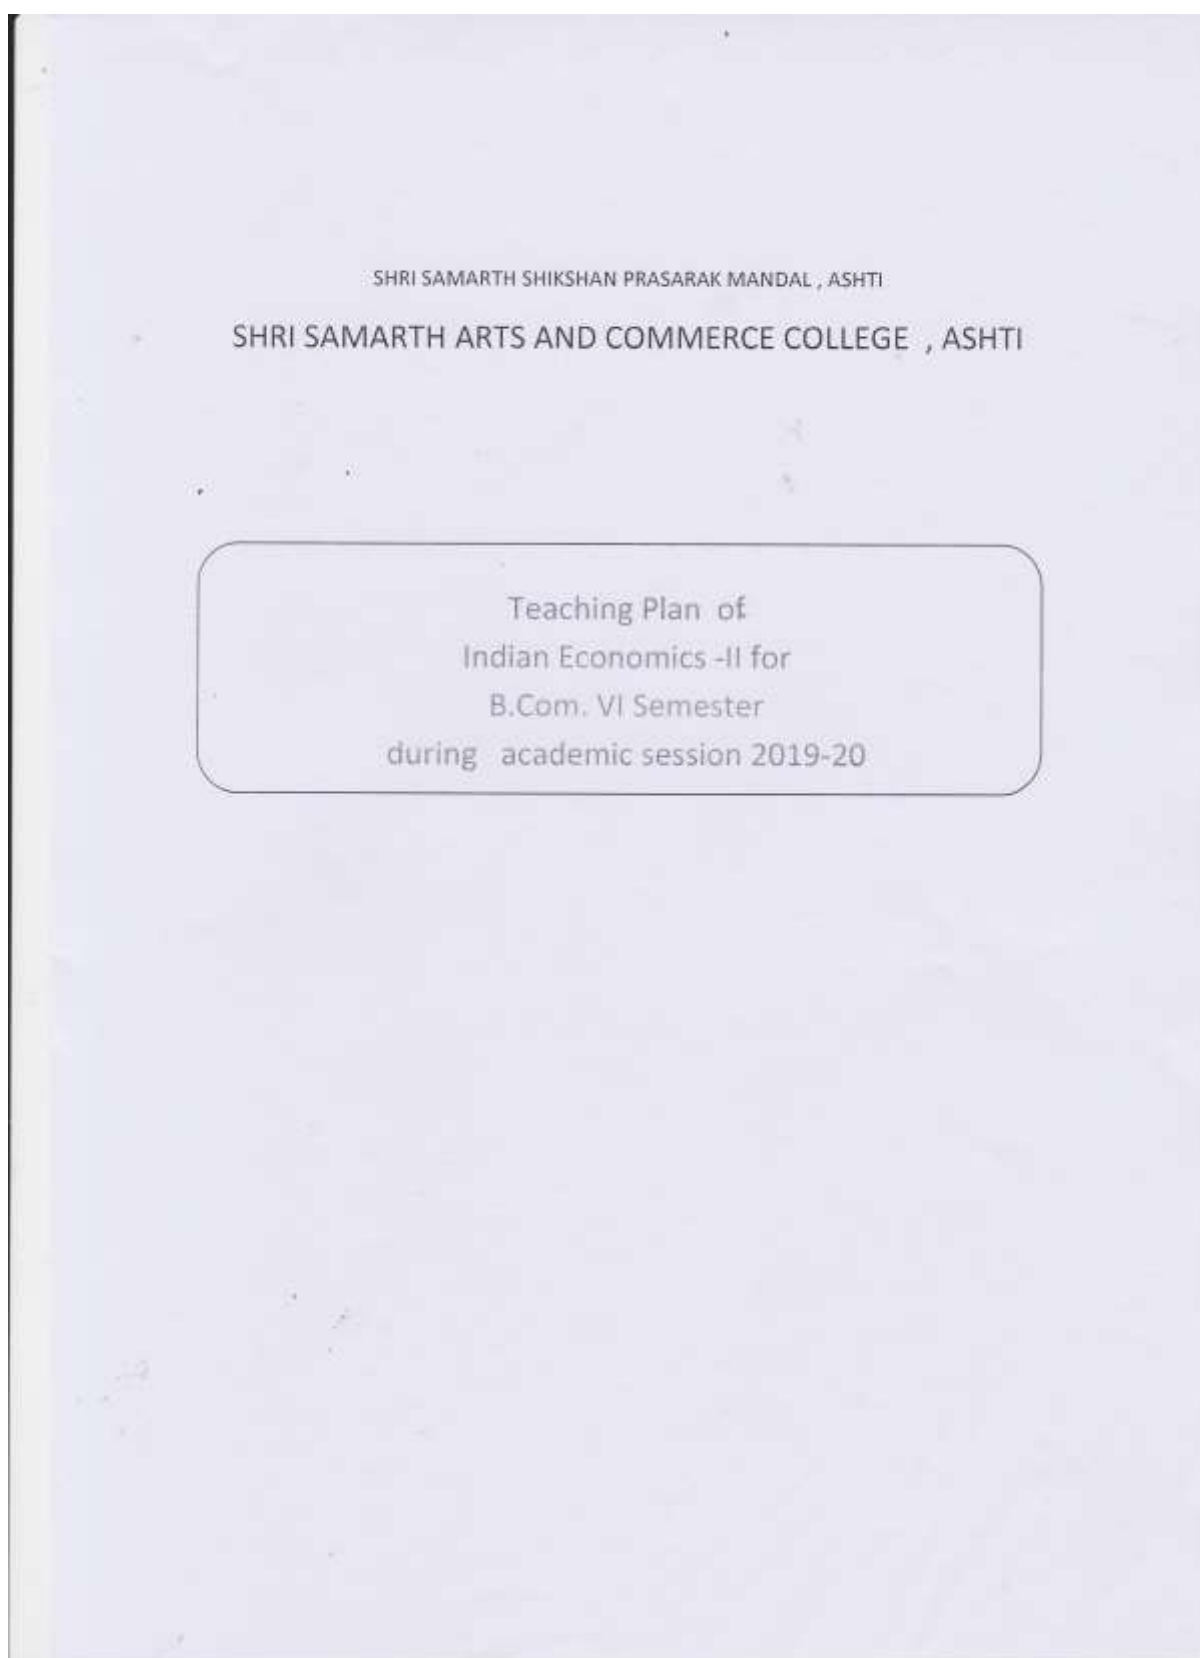 SHRI SAMARTH SHIKSHAN PRASARAK MANDAL , ASHTI
SHRI SAMARTH ARTS AND COMMERCE COLLEGE , ASHTI
Teaching Plan of
Indian Economics -II for
B.Com. VI Semester
during academic session 2019-20